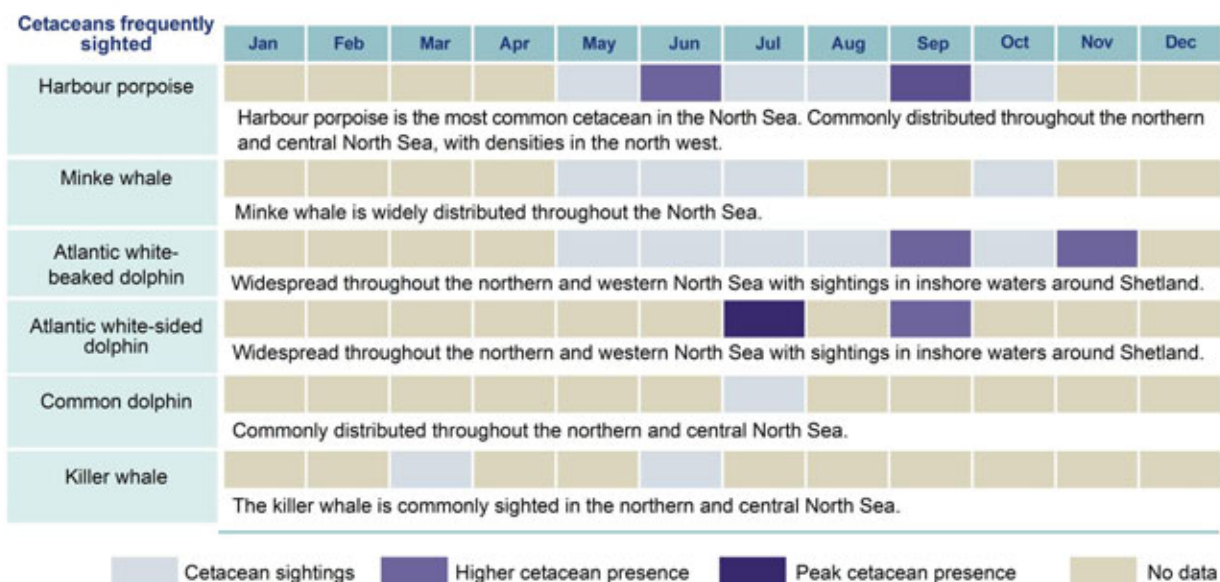 Cetaceans frequently
sighted
Jan Feb Mar Apr May Jun Jul Aug Sep Oct Nov Dec
Harbour porpoise
Harbour porpoise is the most common cetacean in the North Sea. Commonly distributed throughout the northern
and central North Sea, with densities in the north west.
Minke whale
Minke whale is widely distributed throughout the North Sea.
Atlantic white-
beaked dolphin
Widespread throughout the northern and western North Sea with sightings in inshore waters around Shetland.
Atlantic white-sided
dolphin
Widespread throughout the northern and western North Sea with sightings in inshore waters around Shetland.
Common dolphin
Commonly distributed throughout the northern and central North Sea.
Killer whale
The killer whale is commonly sighted in the northern and central North Sea.
Cetacean sightings Higher cetacean presence Peak cetacean presence No data